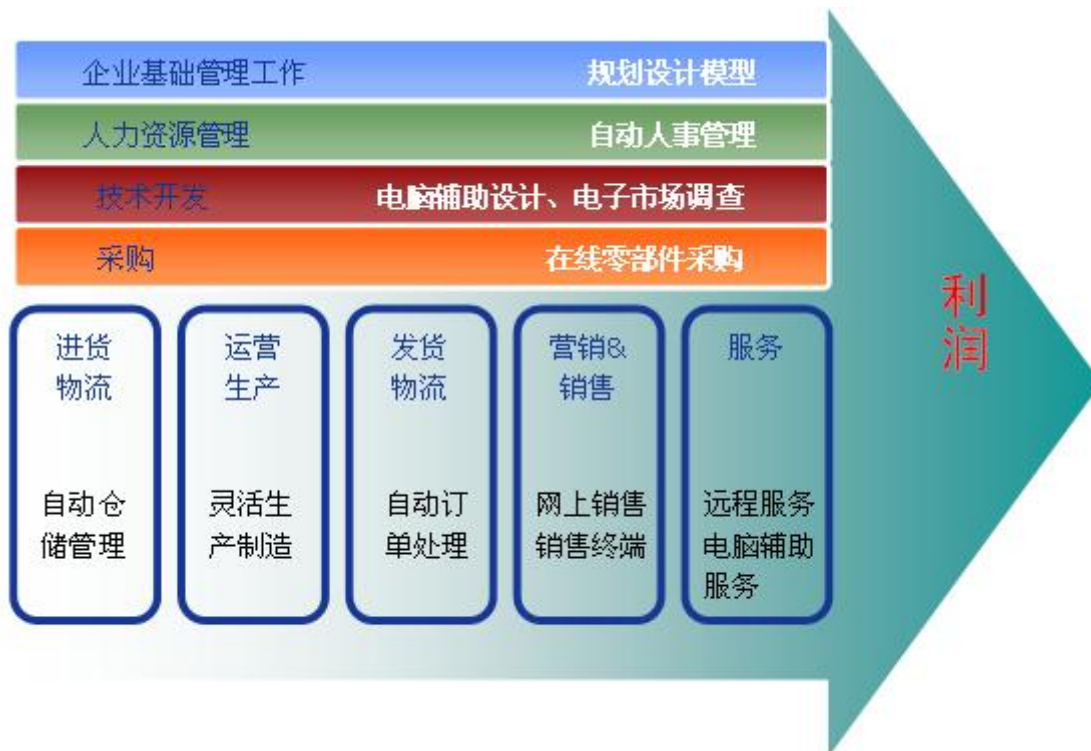 企业基础管理工作 规划设计模型
人力资源管理 自动人事管理
技术开发 电脑辅助设计、电子市场调查
采购 在线零部件采购
进货
物流
自动仓
储管理
运营
生产
灵活生
产制造
发货
物流
自动订
单处理
营销&
销售
网上销售
销售终端
服务
远程服务
电脑辅助
服务
利
润